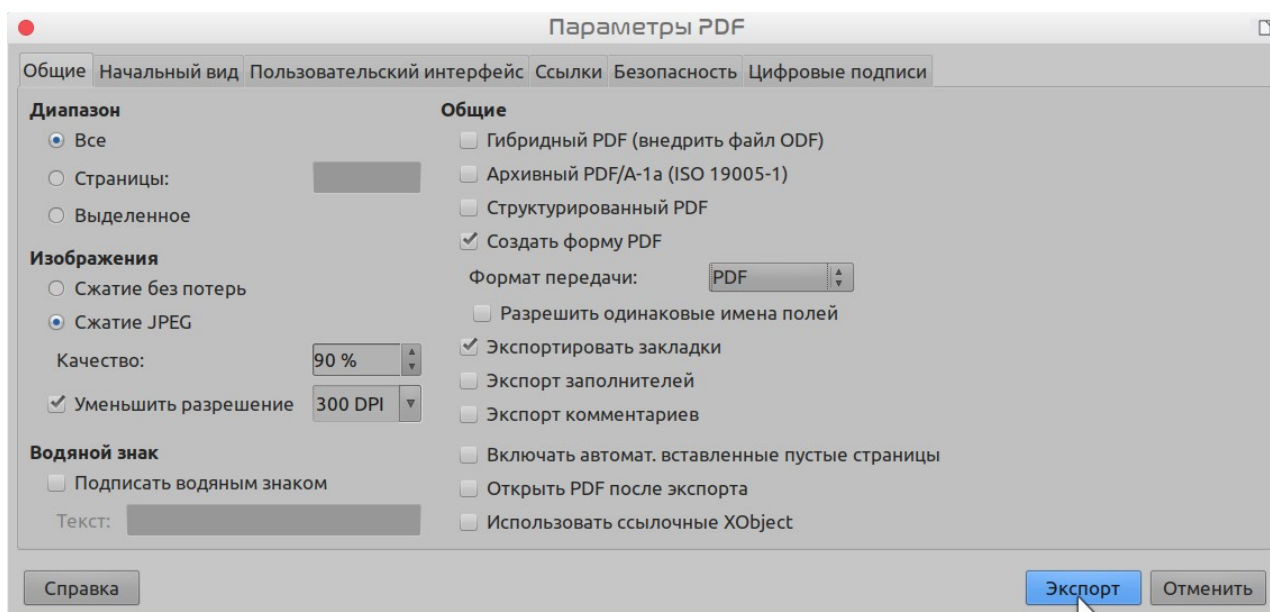 Параметры PDF
Общие Начальный вид Пользовательский интерфейс Ссылки Безопасность Цифровые подписи
Диапазон
Все
Страницы:
Выделенное
Изображения
Сжатие без потерь
Сжатие JPEG
Качество: 90 %
Уменьшить разрешение 300 DPI
Водяной знак
Подписать водяным знаком
Текст:
Общие
Гибридный PDF (внедрить файл ODF)
Архивный PDF/A-1a (ISO 19005-1)
Структурированный PDF
Создать форму PDF
Формат передачи: PDF
Разрешить одинаковые имена полей
Экспортировать закладки
Экспорт заполнителей
Экспорт комментариев
Включать автомат. вставленные пустые страницы
Открыть PDF после экспорта
Использовать ссылочные XObject
Справка Экспорт Отменить